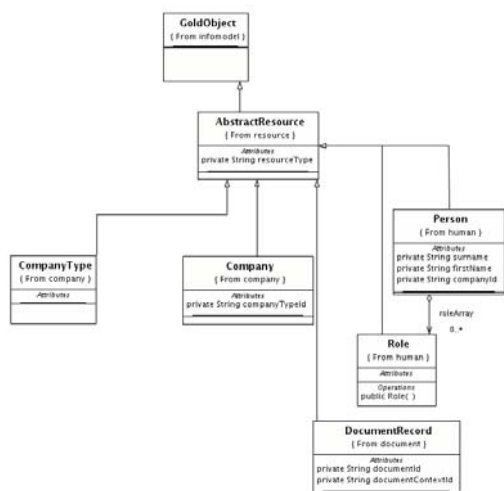 GoldObject
{ From infomodel }
AbstractResource
{ From resource }
Attributes
private String resourceType
CompanyType
{ From company }
Attributes
Company
{ From company }
Attributes
private String companyTypeId
Person
{ From human }
Attributes
private String surname
private String firstName
private String companyId
roleArray
0..*
Role
{ From human }
Attributes
Operations
public Role( )
DocumentRecord
{ From document }
Attributes
private String documentId
private String documentContextId